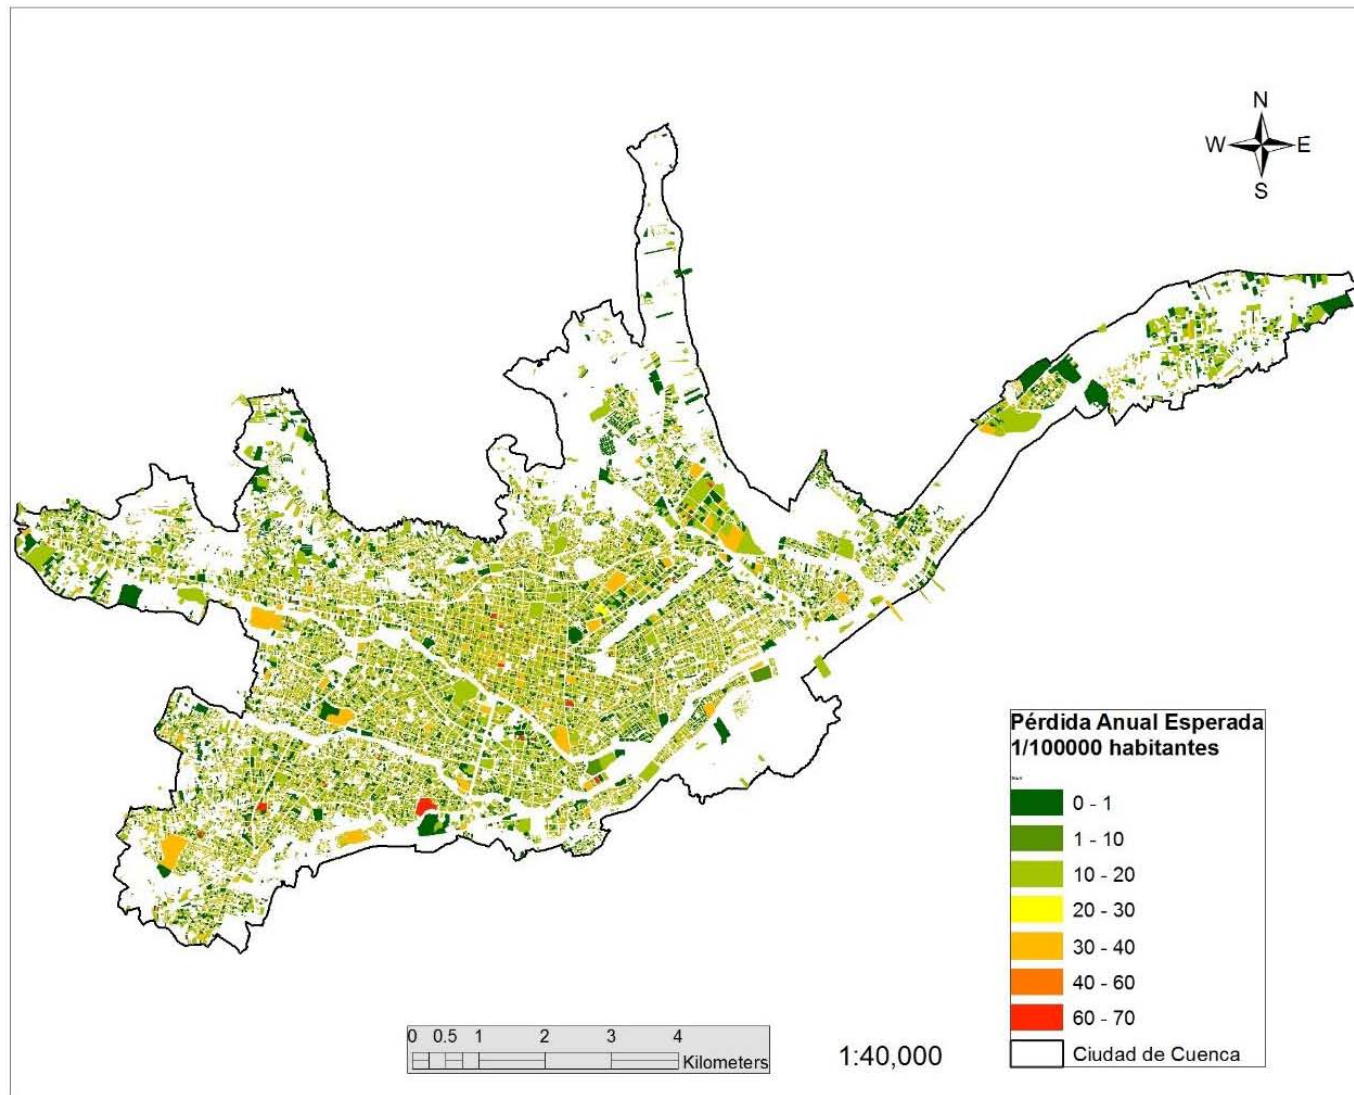 N
W E
S
Pérdida Anual Esperada
1/100000 habitantes
0 - 1
1 - 10
10 - 20
20 - 30
30 - 40
40 - 60
60 - 70
Ciudad de Cuenca
0 0.5 1 2 3 4
Kilometers
1:40,000